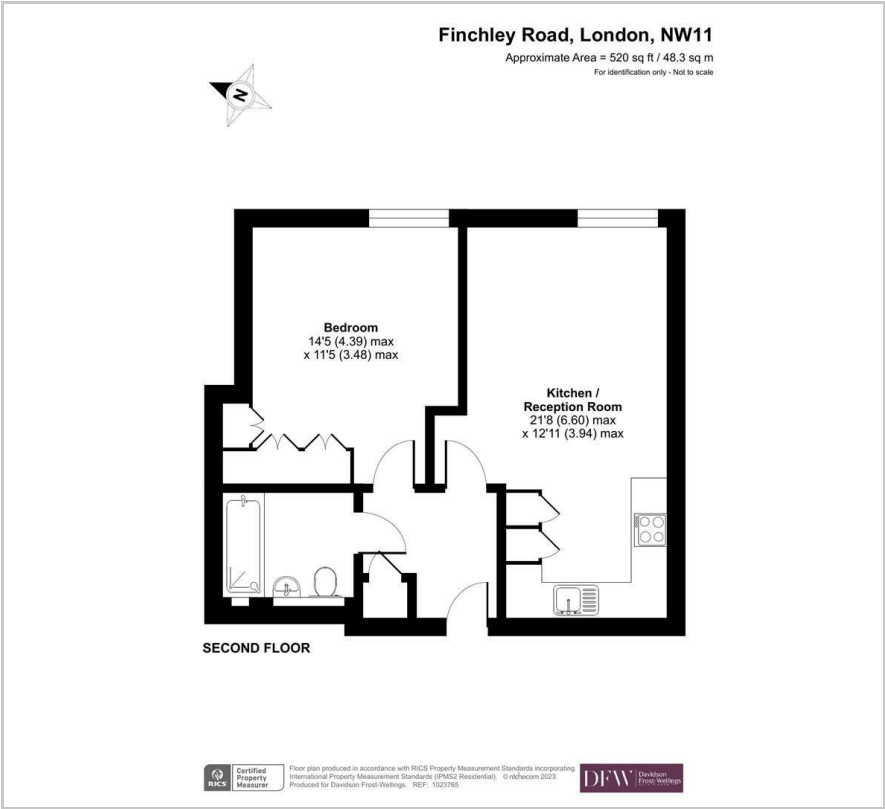 Finchley Road, London, NW11
Approximate Area = 520 sq ft / 48.3 sq m
For identification only - Not to scale
N
Bedroom
14'5 (4.39) max
x 11'5 (3.48) max
Kitchen /
Reception Room
21'8 (6.60) max
x 12'11 (3.94) max
SECOND FLOOR
RICS
Certified
Property
Measurer
Floor plan produced in accordance with RICS Property Measurement Standards incorporating
International Property Measurement Standards (IPMS2 Residential). © nichecom 2023.
Produced for Davidson Frost-Wellings. REF: 1023765
DFW
Davidson
Frost-Wellings